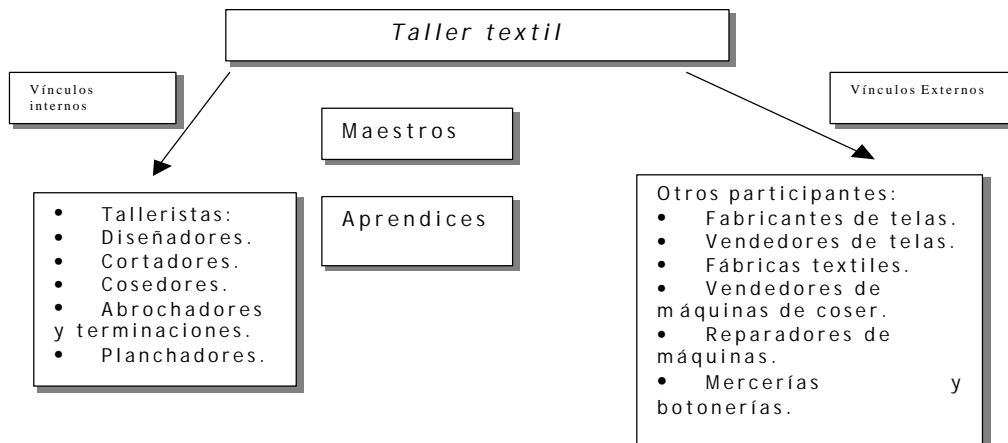 Taller textil
Vínculos
internos
Vínculos Externos
Maestros
Aprendices
• Talleristas:
• Diseñadores.
• Cortadores.
• Cosedores.
• Abrochadores
y terminaciones.
• Planchadores.
Otros participantes:
• Fabricantes de telas.
• Vendedores de telas.
• Fábricas textiles.
• Vendedores de
máquinas de coser.
• Reparadores de
máquinas.
• Mercerías y
botonerías.